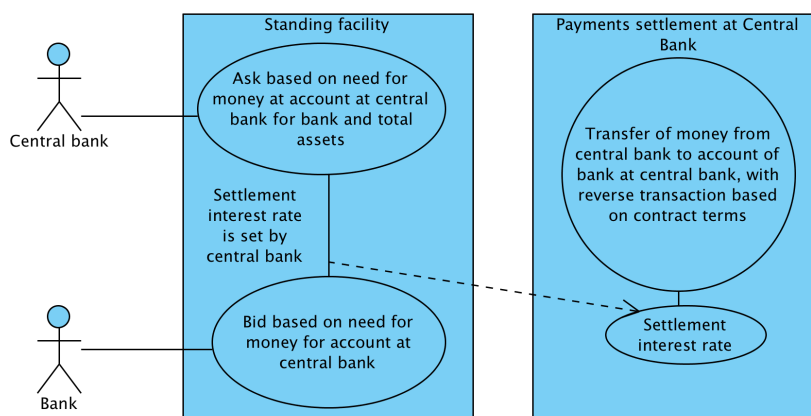 Standing facility
Ask based on need for
money at account at central
bank for bank and total
assets
Central bank
Settlement
interest rate
is set by
central bank
Bid based on need for
money for account at
central bank
Bank
Payments settlement at Central
Bank
Transfer of money from
central bank to account of
bank at central bank, with
reverse transaction based
on contract terms
Settlement
interest rate